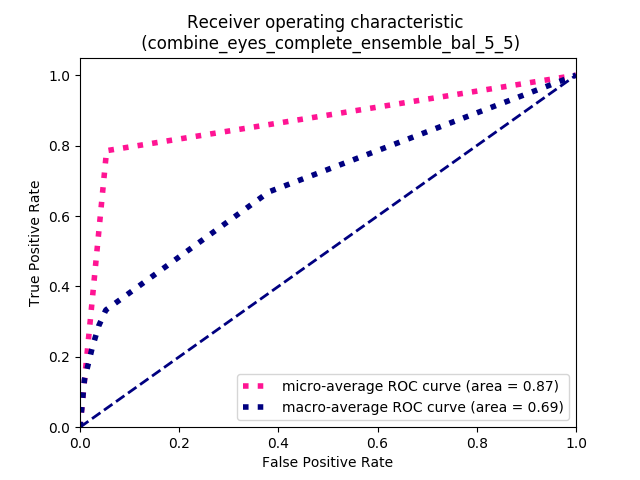 Receiver operating characteristic
(combine_eyes_complete_ensemble_bal_5_5)
1.0
0.8
0.6
0.4
0.2
0.0
True Positive Rate
micro-average ROC curve (area = 0.87)
macro-average ROC curve (area = 0.69)
0.0 0.2 0.4 0.6 0.8 1.0
False Positive Rate